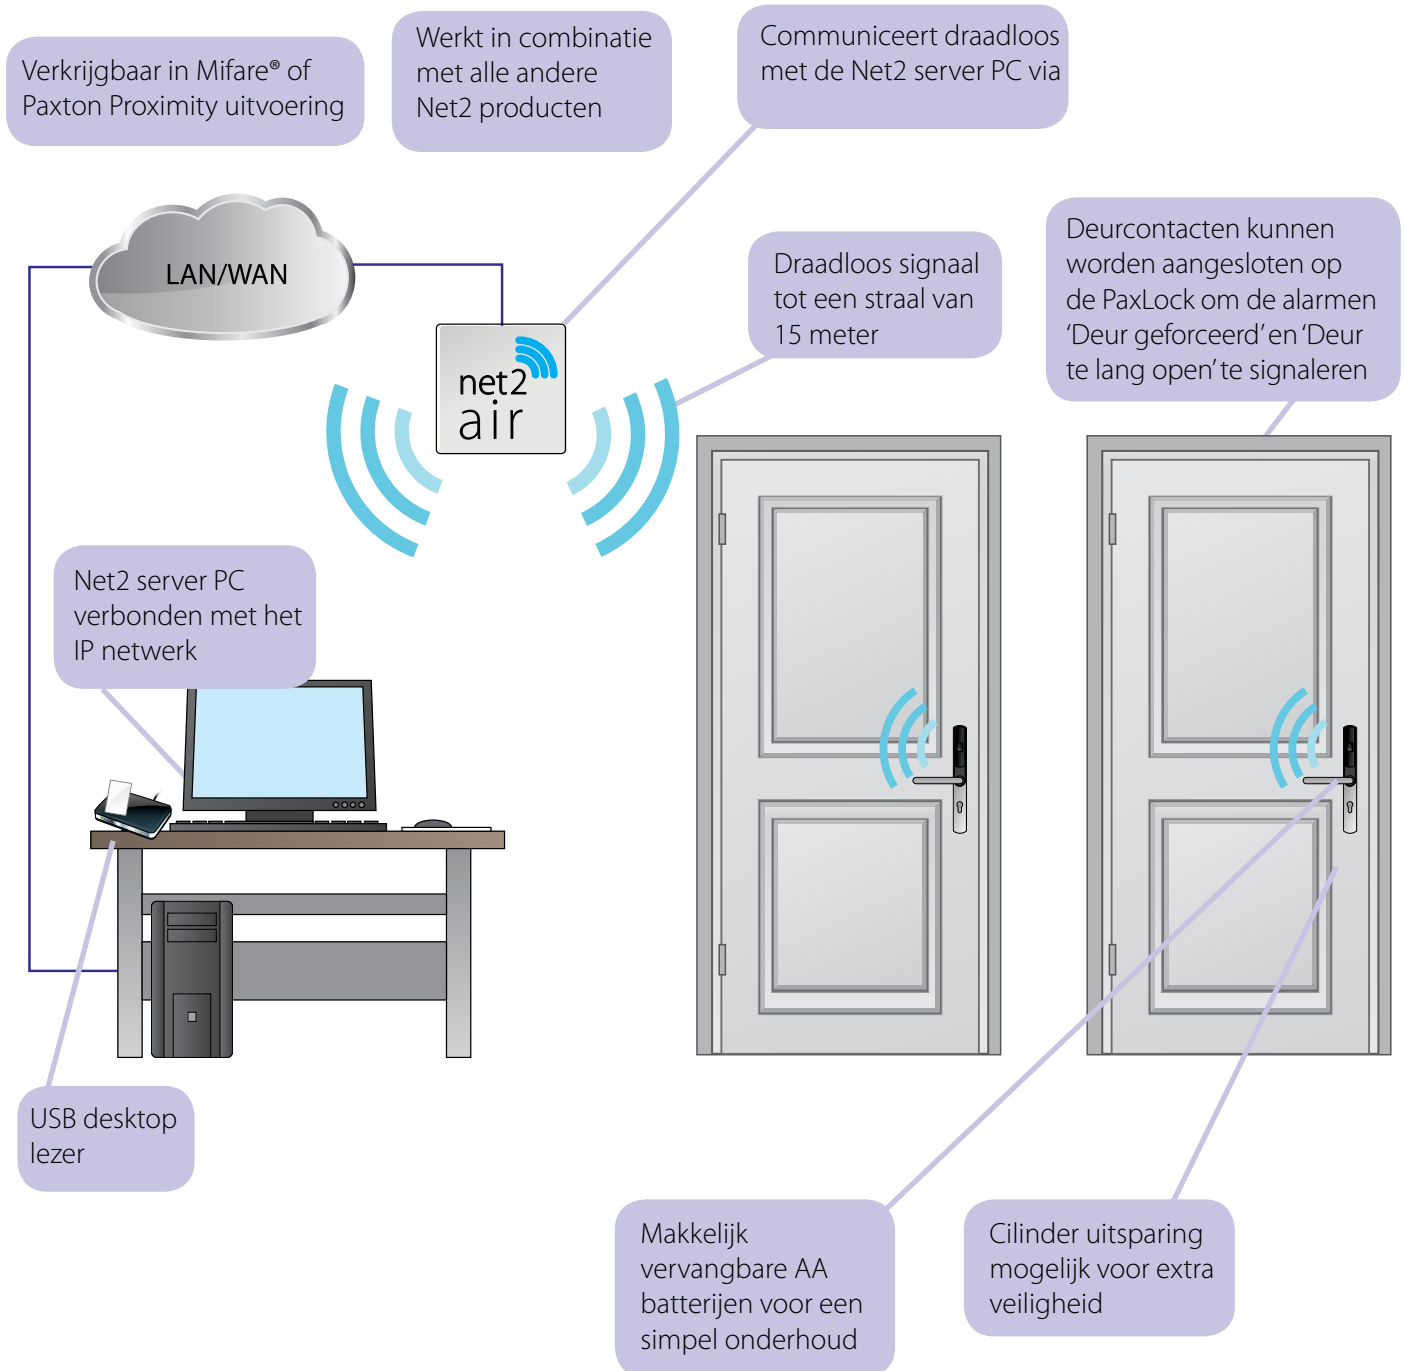 Verkrijgbaar in Mifare® of
Paxton Proximity uitvoering
Werkt in combinatie
met alle andere
Net2 producten
Communiceert draadloos
met de Net2 server PC via
LAN/WAN
net2
air
Draadloos signaal
tot een straal van
15 meter
Deurcontacten kunnen
worden aangesloten op
de PaxLock om de alarmen
‘Deur geforceerd’ en ‘Deur
te lang open’ te signaleren
Net2 server PC
verbonden met het
IP netwerk
USB desktop
lezer
Makkelijk
vervangbare AA
batterijen voor een
simpel onderhoud
Cilinder uitsparing
mogelijk voor extra
veiligheid